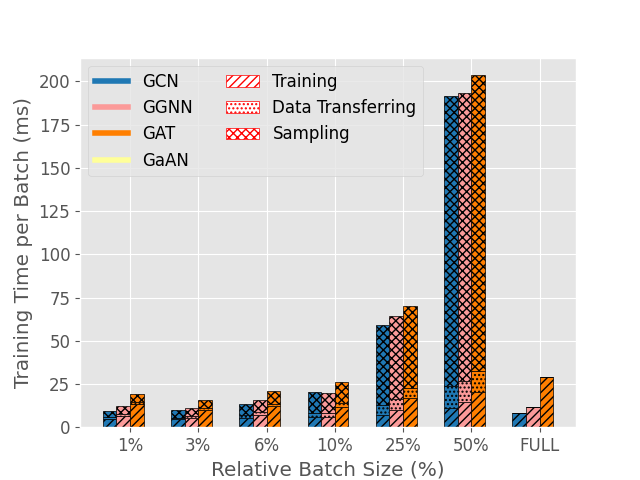 GCN
GGNN
GAT
GaAN
Training
Data Transferring
Sampling
Training Time per Batch (ms)
200
175
150
125
100
75
50
25
0
1% 3% 6% 10% 25% 50% FULL
Relative Batch Size (%)